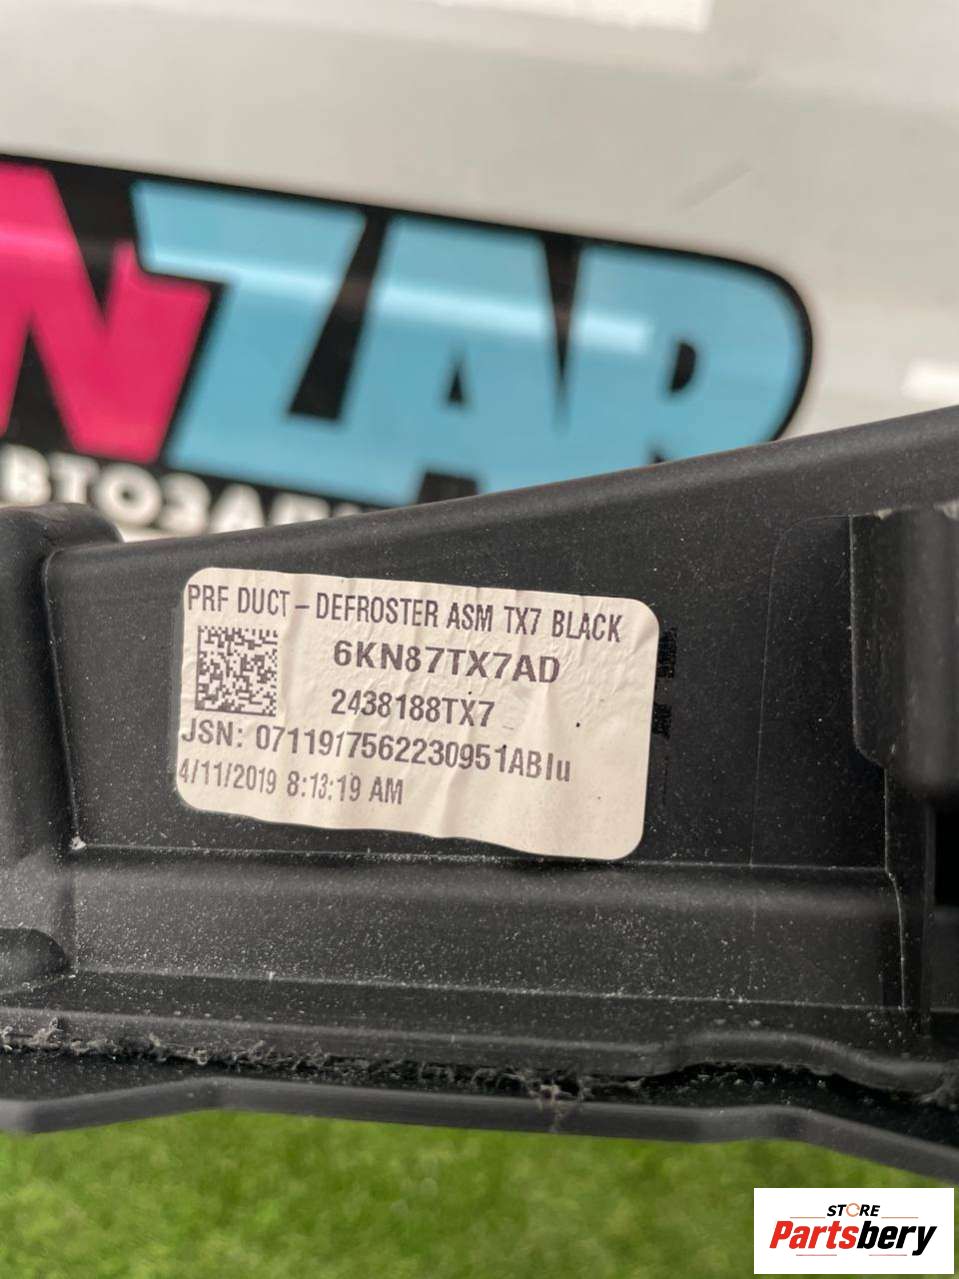 NZAP
ВТОЗАП
PRF DUCT – DEFROSTER ASM TX7 BLACK
6KN87TX7AD
2438188TX7
JSN: 0711917562230951ABlu
4/11/2019 8:13:19 AM
STORE
Partsbery